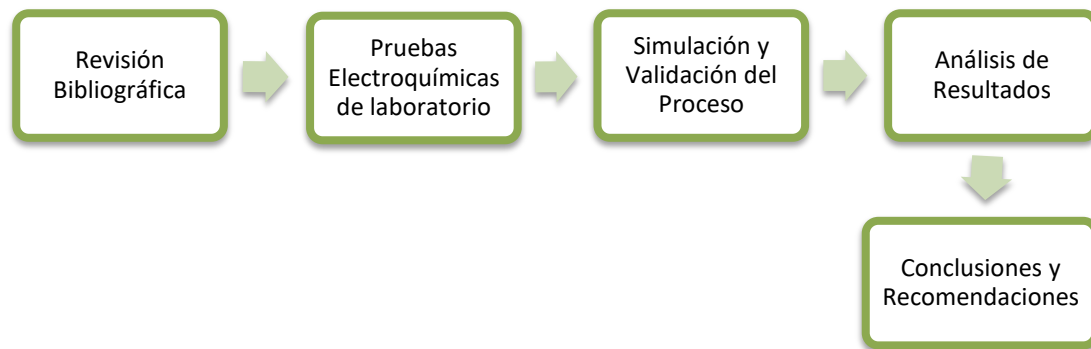 Revisión
Bibliográfica
Pruebas
Electroquímicas
de laboratorio
Simulación y
Validación del
Proceso
Análisis de
Resultados
Conclusiones y
Recomendaciones